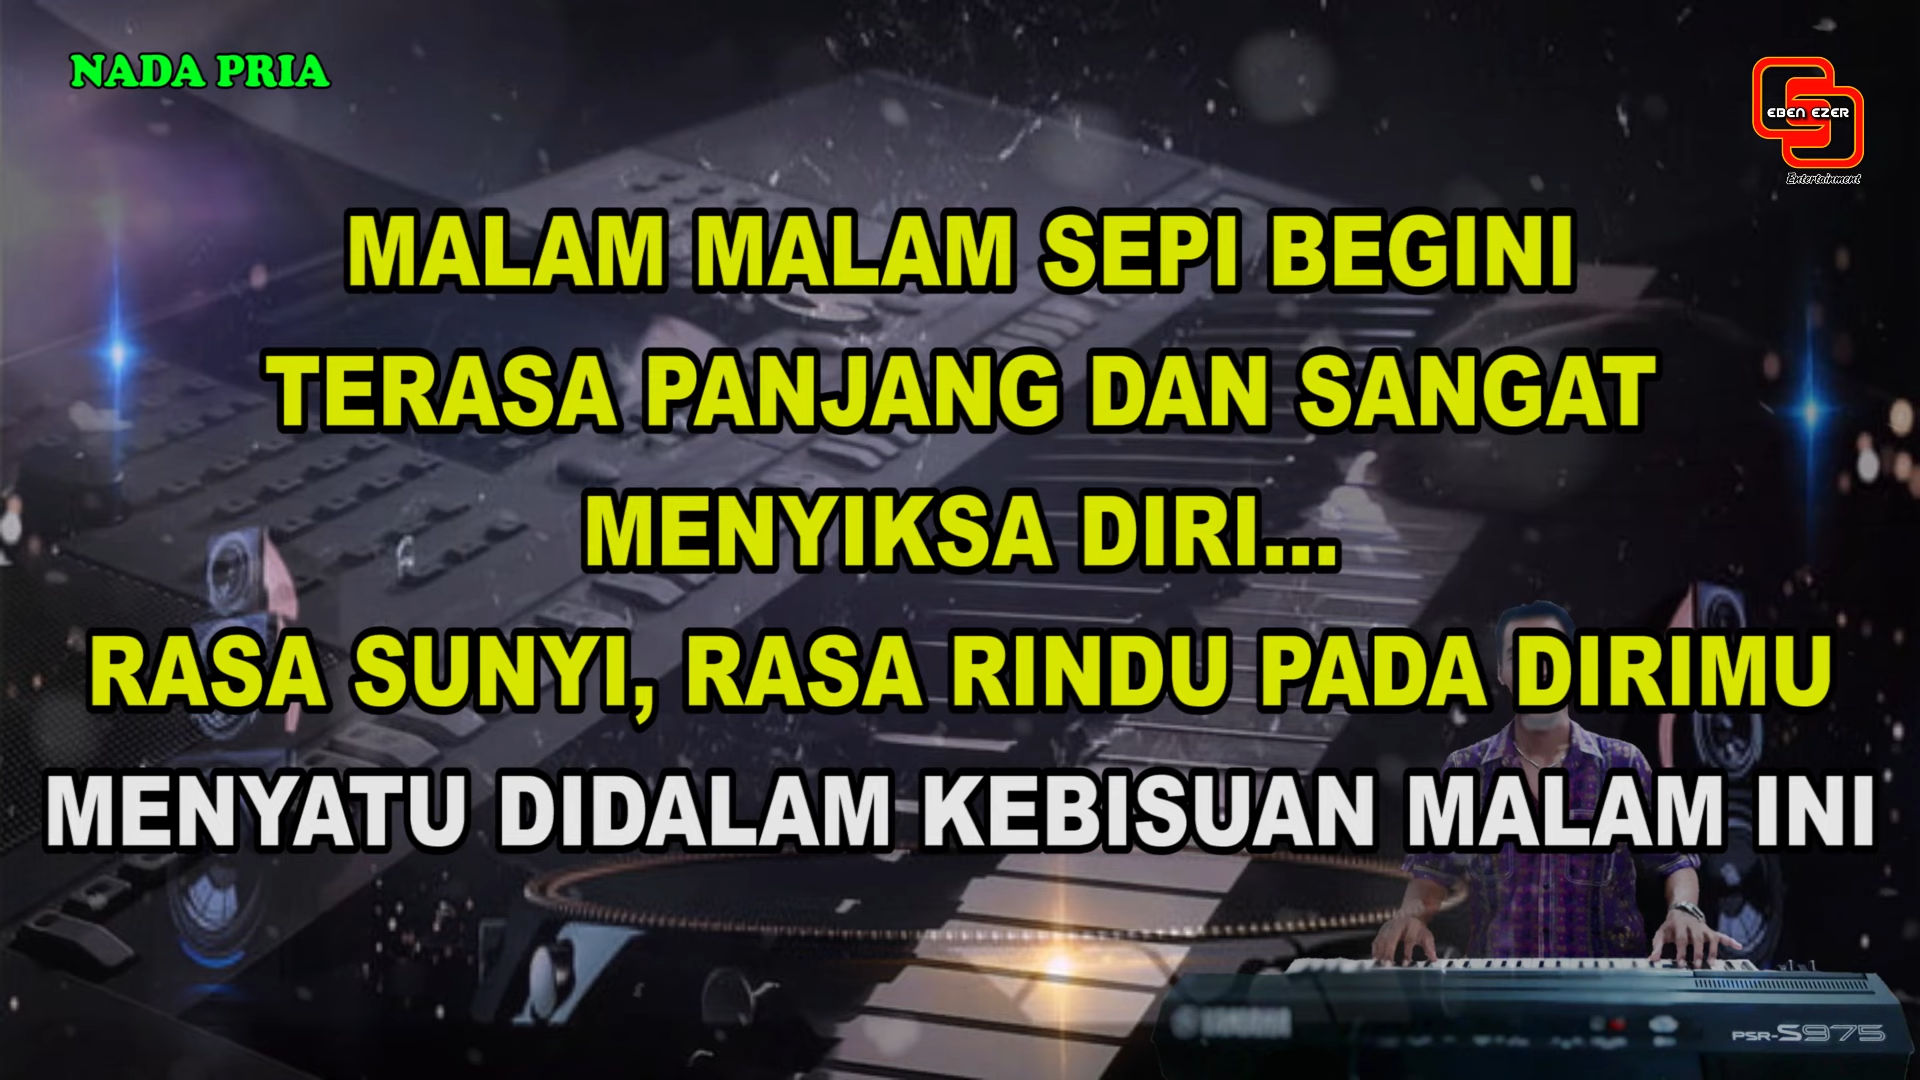 NADA PRIA
EBEN EZER
Entertainment
MALAM MALAM SEPI BEGINI
TERASA PANJANG DAN SANGAT
MENYIKSA DIRI...
RASA SUNYI, RASA RINDU PADA DIRIMU
MENYATU DIDALAM KEBISUAN MALAM INI
PSR-S975